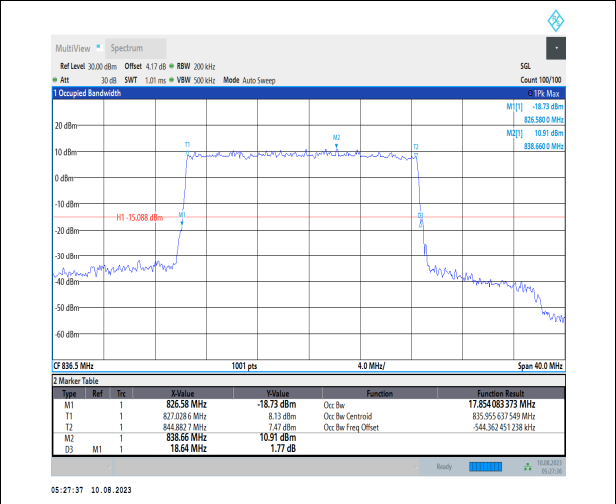 MultiView Spectrum
Ref Level 30.00 dBm Offset 4.17 dB RBW 200 kHz SGL
Att 30 dB SWT 1.01 ms VBW 500 kHz Mode Auto Sweep Count 100/100
1 Occupied Bandwidth 1Pk Max
M1[1] -18.73 dBm
826.5800 MHz
M2[1] 10.91 dBm
838.6600 MHz
20 dBm
M2
T1 T2
10 dBm
0 dBm
-10 dBm
H1 -15.088 dBm M1 D3
-20 dBm
-30 dBm
-40 dBm
-50 dBm
-60 dBm
CF 836.5 MHz 1001 pts 4.0 MHz/ Span 40.0 MHz
2 Marker Table
Type Ref Trc X-Value Y-Value Function Function Result
M1 1 826.58 MHz -18.73 dBm Occ Bw 17.854 083 373 MHz
T1 1 827.028 6 MHz 8.13 dBm Occ Bw Centroid 835.955 637 549 MHz
T2 1 844.882 7 MHz 7.47 dBm Occ Bw Freq Offset -544.362 451 238 kHz
M2 1 838.66 MHz 10.91 dBm
D3 M1 1 18.64 MHz 1.77 dB
Ready 10.08.2023
05:27:36
05:27:37 10.08.2023